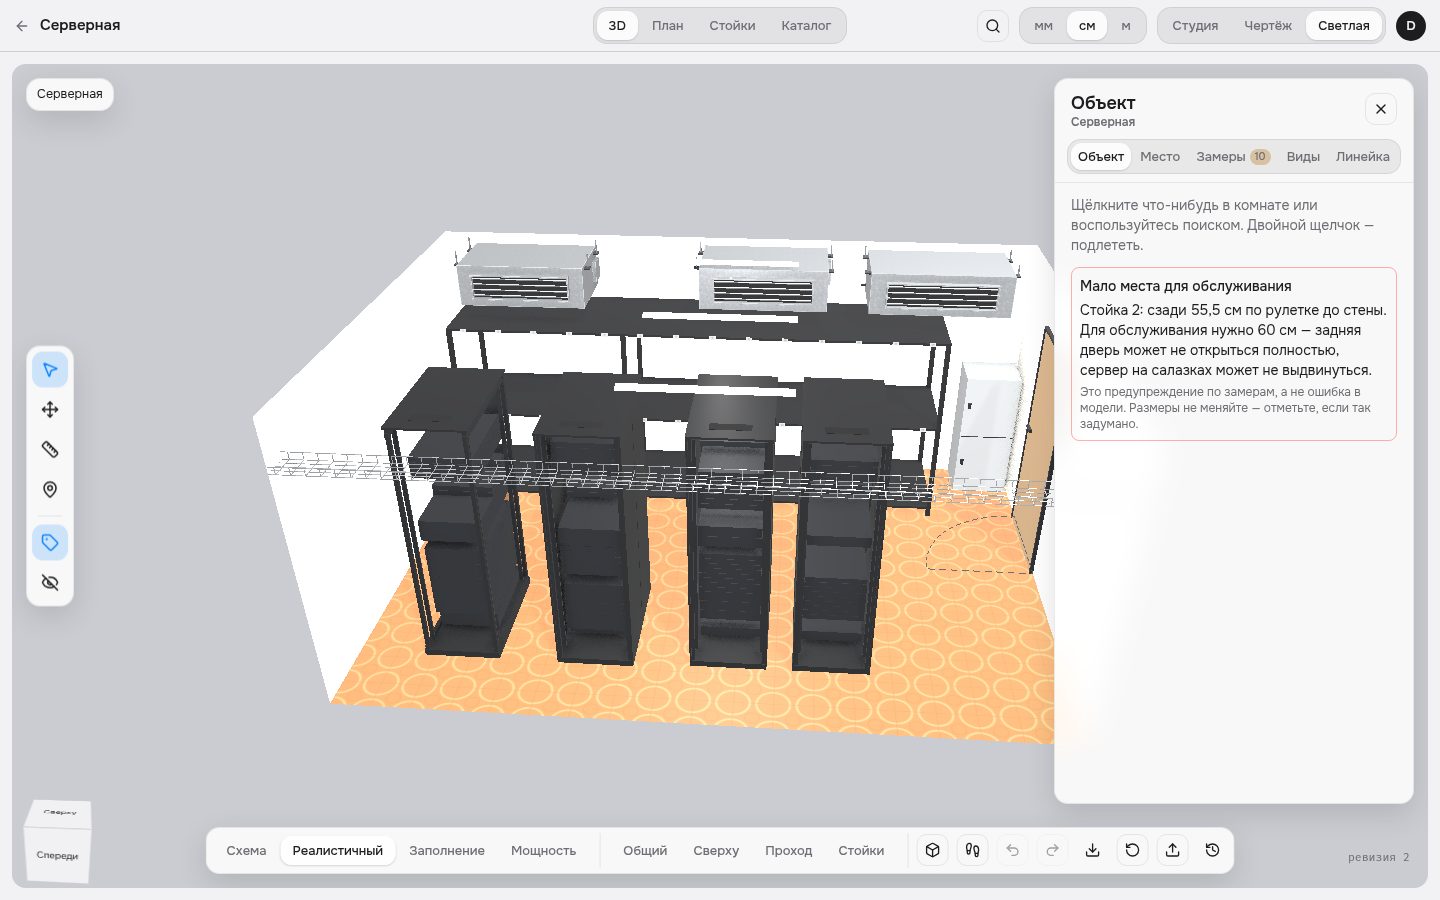 Серверная
3D План Стойки Каталог
мм см м
Студия Чертёж Светлая
D
Серверная
Объект
Серверная
Объект Место Замеры 10 Виды Линейка
Щёлкните что-нибудь в комнате или
воспользуйтесь поиском. Двойной щелчок —
подлететь.
Мало места для обслуживания
Стойка 2: сзади 55,5 см по рулетке до стены.
Для обслуживания нужно 60 см — задняя
дверь может не открыться полностью,
сервер на салазках может не выдвинуться.
Это предупреждение по замерам, а не ошибка в
модели. Размеры не меняйте — отметьте, если так
задумано.
Сверху
Спереди
Схема Реалистичный Заполнение Мощность Общий Сверху Проход Стойки
ревизия 2